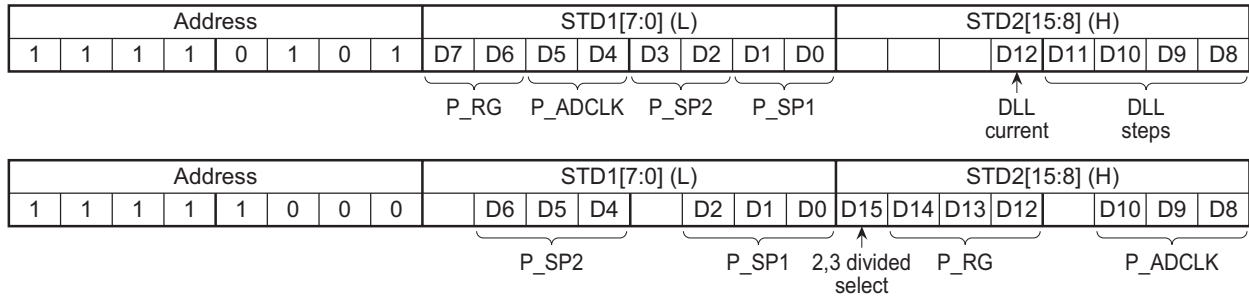 Address STD1[7:0] (L) STD2[15:8] (H)
1 1 1 1 0 1 0 1 D7 D6 D5 D4 D3 D2 D1 D0 D12 D11 D10 D9 D8
P_RG P_ADCLK P_SP2 P_SP1 DLL current DLL steps
Address STD1[7:0] (L) STD2[15:8] (H)
1 1 1 1 1 0 0 0 D6 D5 D4 D2 D1 D0 D15 D14 D13 D12 D10 D9 D8
P_SP2 P_SP1 2,3 divided select P_RG P_ADCLK